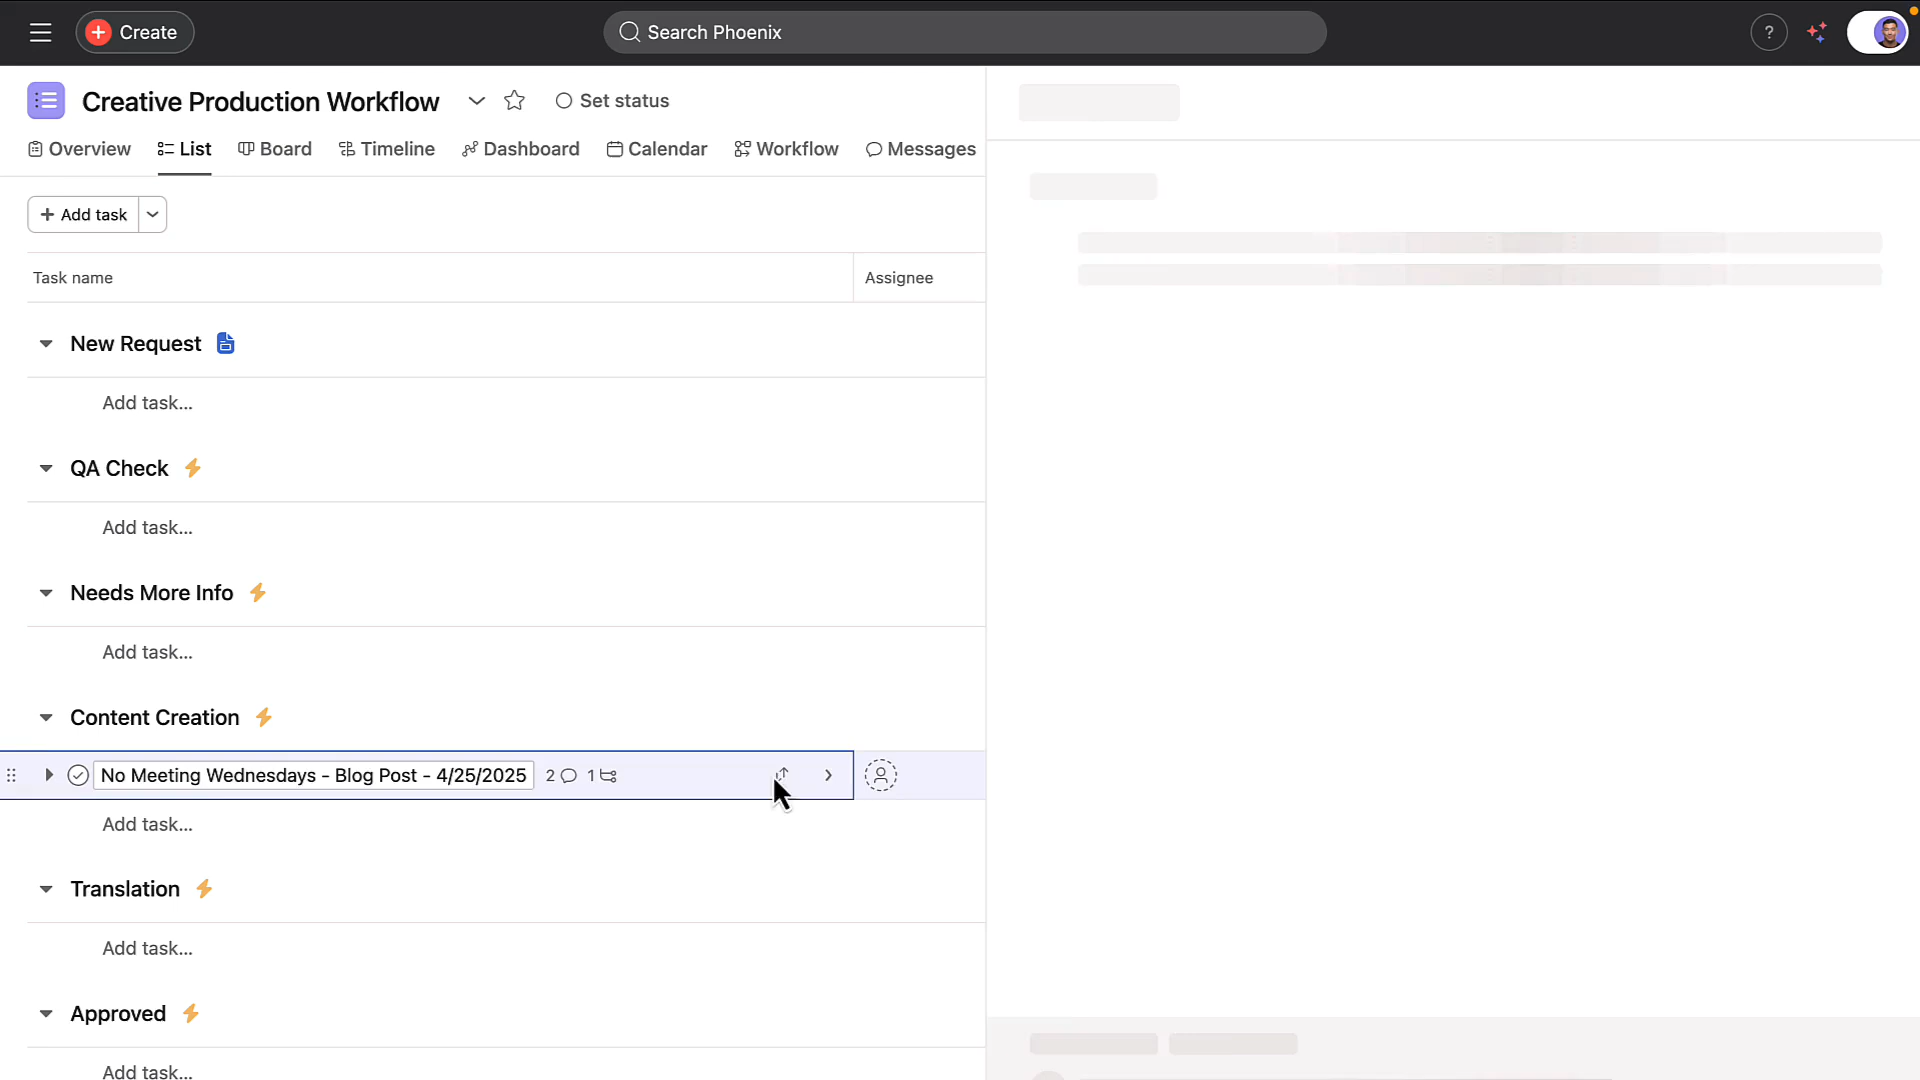 Create
Search Phoenix
?
Creative Production Workflow
Set status
Overview
List
Board
Timeline
Dashboard
Calendar
Workflow
Messages
+ Add task
Task name
Assignee
New Request
Add task...
QA Check
Add task...
Needs More Info
Add task...
Content Creation
No Meeting Wednesdays - Blog Post - 4/25/2025 2 1
Add task...
Translation
Add task...
Approved
Add task...